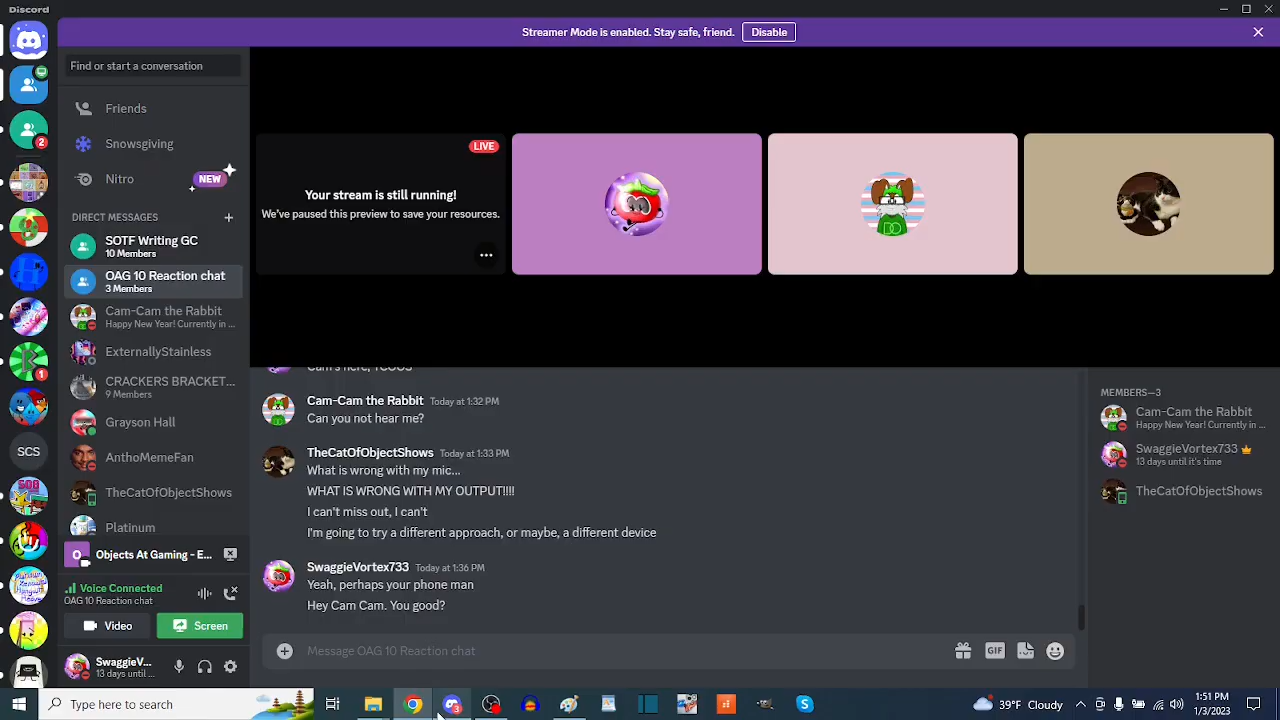 Discord
Streamer Mode is enabled. Stay safe, friend. Disable
Find or start a conversation
Friends
Snowsgiving
Nitro NEW
DIRECT MESSAGES
SOTF Writing GC
10 Members
OAG 10 Reaction chat
3 Members
Cam-Cam the Rabbit
Happy New Year! Currently in ...
ExternallyStainless
CRACKERS BRACKET...
9 Members
Grayson Hall
AnthoMemeFan
TheCatOfObjectShows
Platinum
Objects At Gaming - E...
Voice Connected
OAG 10 Reaction chat
Video
Screen
SwaggieV...
13 days unti...
2
1
SCS
LIVE
Your stream is still running!
We've paused this preview to save your resources.
Cam's here, YCOUS
Cam-Cam the Rabbit Today at 1:32 PM
Can you not hear me?
TheCatOfObjectShows Today at 1:33 PM
What is wrong with my mic...
WHAT IS WRONG WITH MY OUTPUT!!!!
I can't miss out, I can't
I'm going to try a different approach, or maybe, a different device
SwaggieVortex733 Today at 1:36 PM
Yeah, perhaps your phone man
Hey Cam Cam. You good?
Message OAG 10 Reaction chat
GIF
MEMBERS—3
Cam-Cam the Rabbit
Happy New Year! Currently in ...
SwaggieVortex733
13 days until it's time
TheCatOfObjectShows
Type here to search
3
39°F Cloudy
1:51 PM
1/3/2023